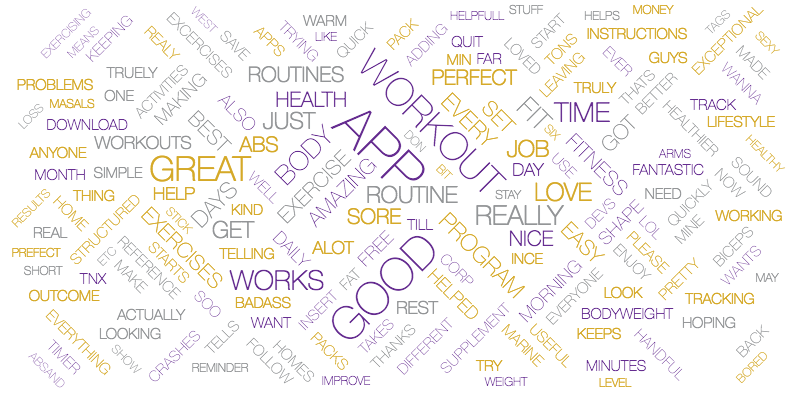 EXERCISING
MEANS
KEEPING
WEST
SAVE
REALY
EXCERCISES
APPS
TRYING
WARM
LIKE
QUICK
PACK
ADDING
HELPFULL
STUFF
QUIT
LOVED
START
HELPS
MONEY
INSTRUCTIONS
TAGS
EXCEPTIONAL
SEXY
MIN
FAR
TONS
LEAVING
EVER
GUYS
WANNA
MADE
PROBLEMS
TRUELY
ACTIVITIES
MAKING
ROUTINES
WORKOUT
PERFECT
TRULY
THATS
BETTER
LOSS
MASALS
ONE
ALSO
HEALTH
EVERY
SET
FIT
TIME
GOT
TRACK
DOWNLOAD
BEST
JUST
APP
SIX
HEALTHIER
LIFESTYLE
ANYONE
WORKOUTS
ABS
BODY
DON
JOB
USE
FITNESS
ARMS
HEALTHY
MONTH
SIMPLE
GREAT
WELL
EXERCISE
AMAZING
BIT
DAY
FANTASTIC
SOUND
NOW
RESULTS
HOME
THING
HELP
DAYS
ROUTINE
STAY
LOVE
DEVS
SHAPE
NEED
QUICKLY
MINE
STRUCTURED
STICK
EXERCISES
KIND
SORE
TILL
REALLY
LOL
WORKING
REAL
GET
DAILY
FREE
PROGRAM
NICE
EASY
PLEASE
BICEPS
PREFECT
EIG
REFERENCE
STARTS
TELLING
ALOT
CORP
INCE
ENJOY
WANTS
SHORT
TNX
MAKE
WORKS
FAT
GOOD
HELPED
MORNING
EVERYONE
PRETTY
MAY
OUTCOME
SOO
BADASS
INSERT
REST
LOOK
TRACKING
EVERYTHING
ACTUALLY
LOOKING
TELLS
WANT
TAKES
THANKS
DIFFERENT
SUPPLEMENT
MARINE
USEFUL
BODYWEIGHT
KEEPS
HANDFUL
HOPING
BACK
TIMER
ABSAND
SHOW
CRASHES
REMINDER
FOLLOW
HOMES
PACKS
IMPROVE
TRY
WEIGHT
MINUTES
LEVEL
BORED